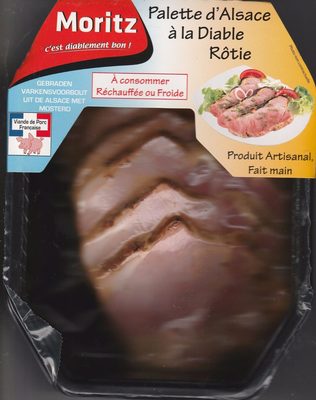 Moritz
c'est diablement bon !
Palette d'Alsace
à la Diable
Rôtie
GEBRADEN
VARKENSVOORBOUT
UIT DE ALSACE MET
MOSTERD
À consommer
Réchauffée ou Froide
Viande de Porc
Française
Produit Artisanal,
Fait main